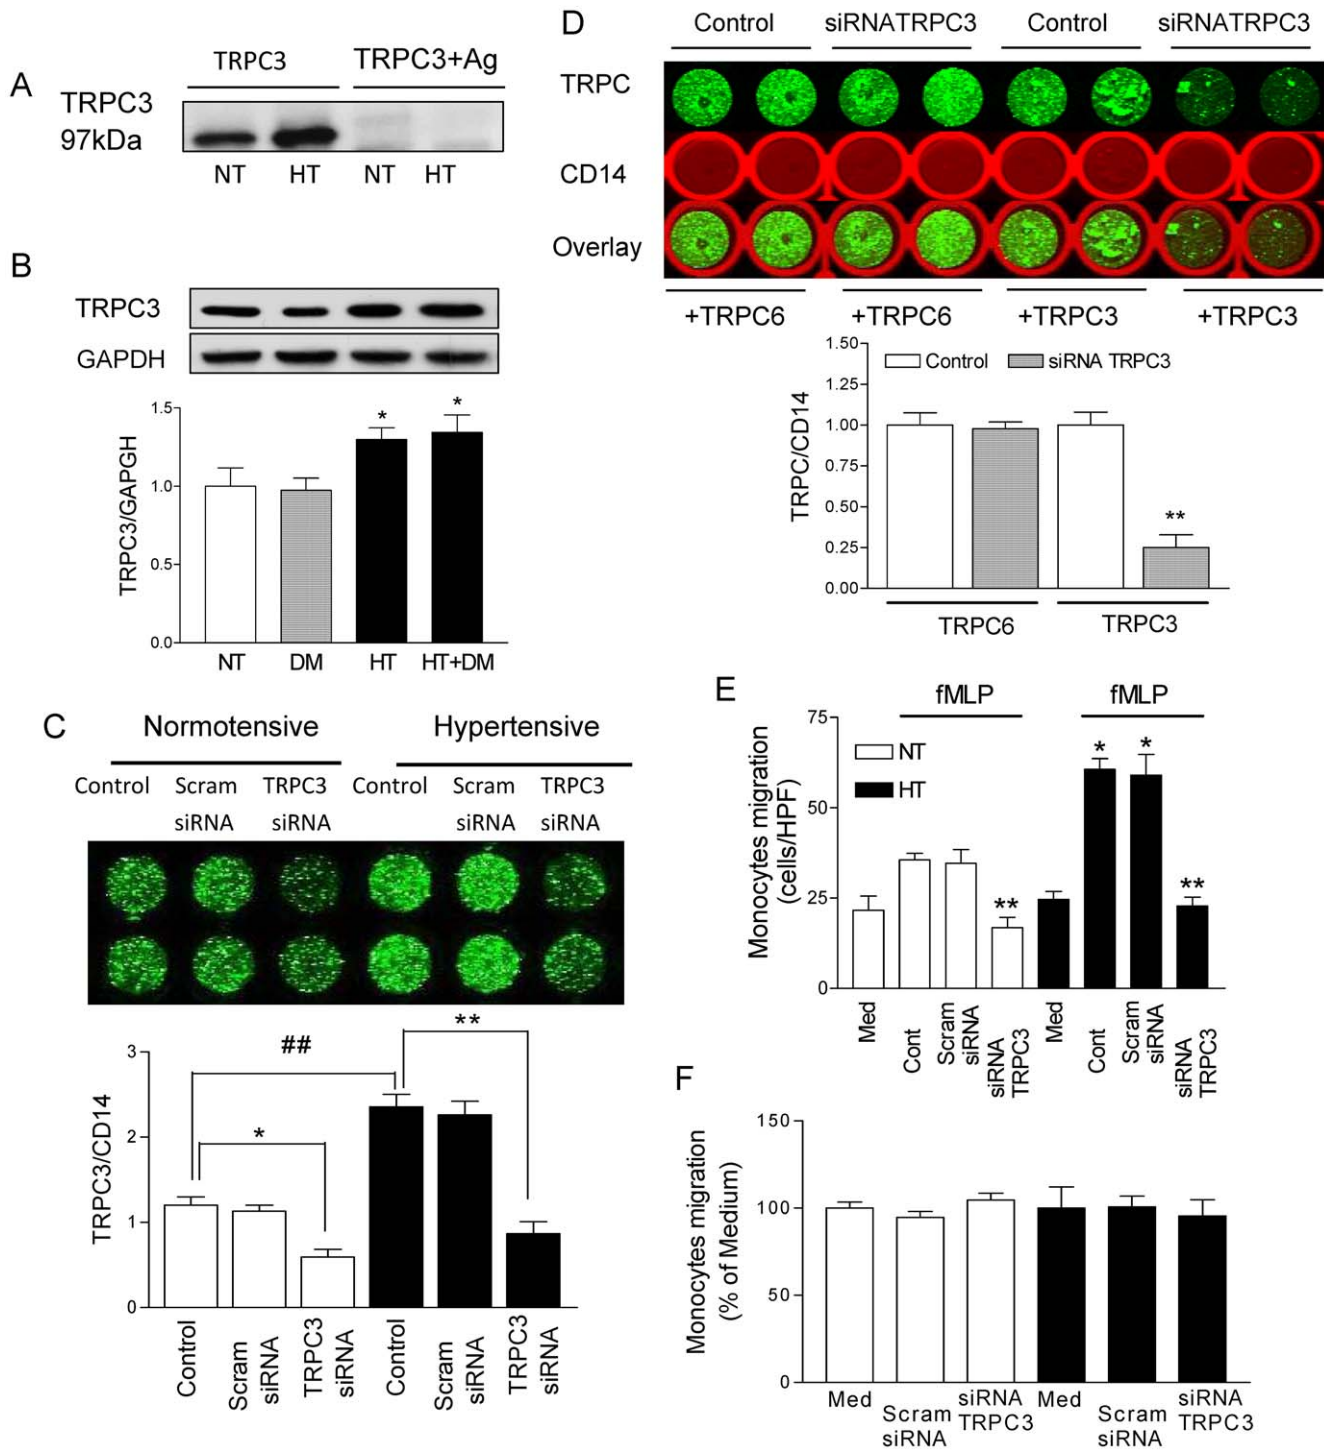 A
TRPC3 TRPC3+Ag
TRPC3
97kDa
NT HT NT HT
B
TRPC3
GAPDH
TRPC3/GAPGH
1.5
1.0
0.5
0.0
* *
NT DM HT HT+DM
C
Normotensive Hypertensive
Control Scram TRPC3 Control Scram TRPC3
siRNA siRNA siRNA siRNA
TRPC3/CD14
3
2
1
0
## ** *
Control
Scram
siRNA
TRPC3
siRNA
Control
Scram
siRNA
TRPC3
siRNA
D
Control siRNATRPC3 Control siRNATRPC3
TRPC
CD14
Overlay
+TRPC6 +TRPC6 +TRPC3 +TRPC3
TRPC/CD14
1.50
1.25
1.00
0.75
0.50
0.25
0.00
Control siRNA TRPC3
**
TRPC6 TRPC3
E
fMLP fMLP
Monocytes migration
(cells/HPF)
75
50
25
0
NT
HT
** * * **
Med
Cont
Scram
siRNA
siRNA
TRPC3
Med
Cont
Scram
siRNA
siRNA
TRPC3
F
Monocytes migration
(% of Medium)
150
100
50
0
Med
Scram
siRNA
siRNA
TRPC3
Med
Scram
siRNA
siRNA
TRPC3